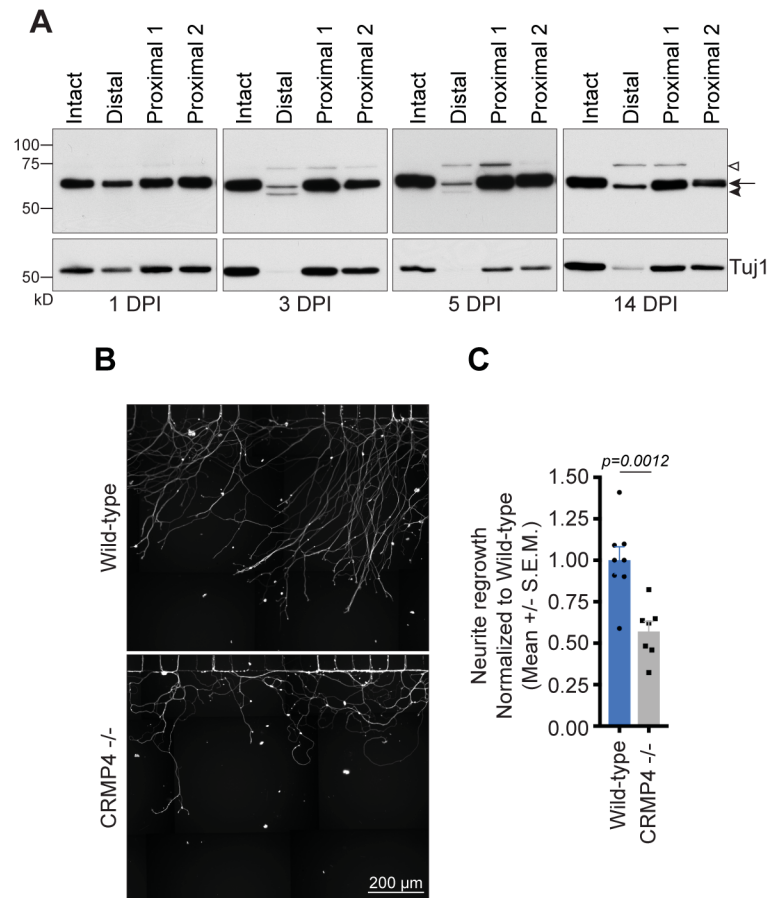 A
Intact Distal Proximal 1 Proximal 2 Intact Distal Proximal 1 Proximal 2 Intact Distal Proximal 1 Proximal 2 Intact Distal Proximal 1 Proximal 2
100
75
50
50
Tuj1
kD
1 DPI 3 DPI 5 DPI 14 DPI
B
Wild-type
CRMP4 -/-
200 µm
C
p=0.0012
Neurite regrowth
Normalized to Wild-type
(Mean +/- S.E.M.)
1.50
1.25
1.00
0.75
0.50
0.25
0.00
Wild-type
CRMP4 -/-